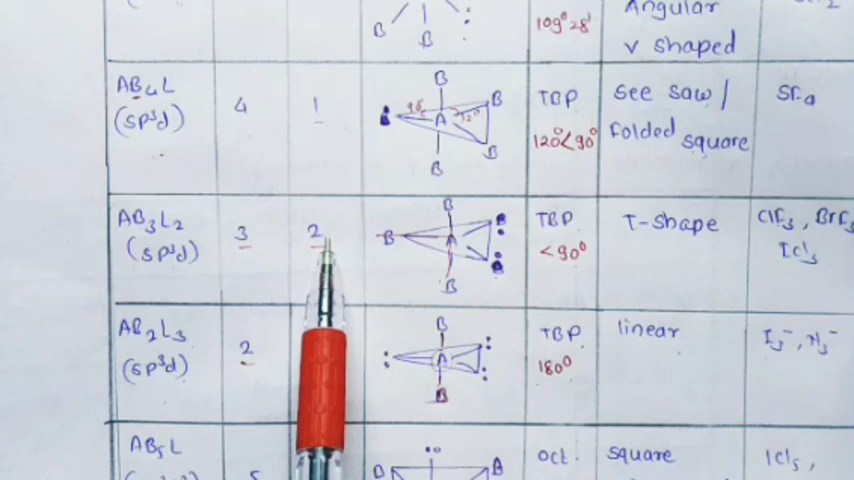 Angular
B B 109°28'
v shaped
AB4L
(sp³d)
4
1
B
B
A
B
B
TBP
120°<90°
See saw /
Folded square
AB3L2
(sp³d)
3
2
B
B
A
B
TBP
<90°
T-shape
ClF3, BrF3
ICl3
AB2L3
(sp³d)
2
B
A
B
TBP
180°
linear
I3⁻, N3⁻
AB5L
5
B
B
oct.
square
ICl5,